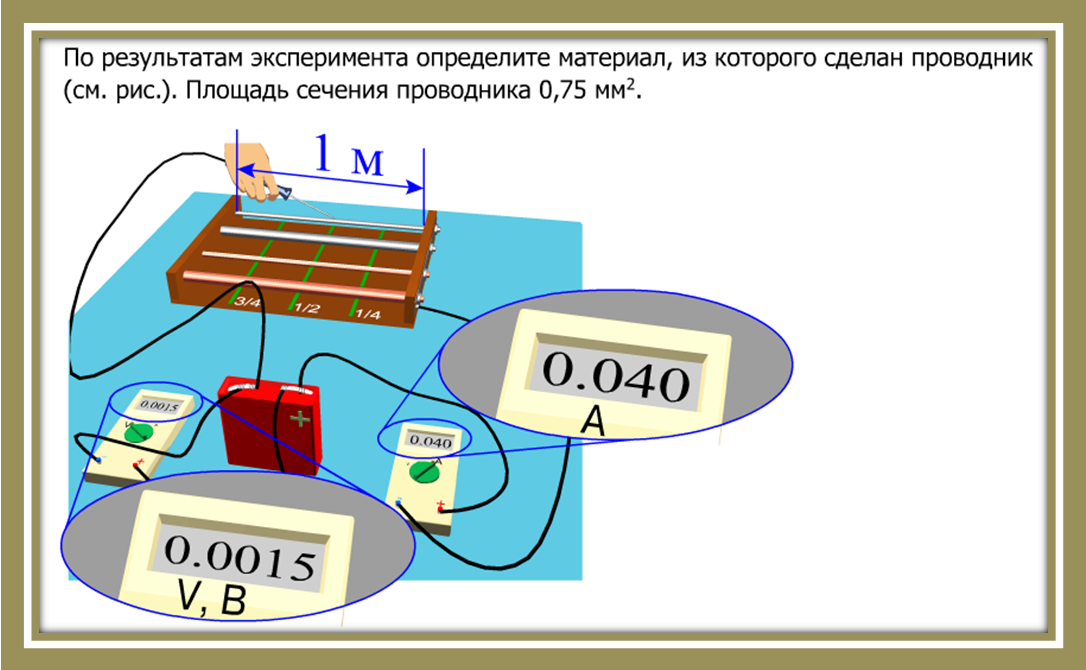 По результатам эксперимента определите материал, из которого сделан проводник
(см. рис.). Площадь сечения проводника 0,75 мм².
1 м
3/4 1/2 1/4
0.040
A
0.0015
V
+
0.040
A
- +
- +
0.0015
V, B